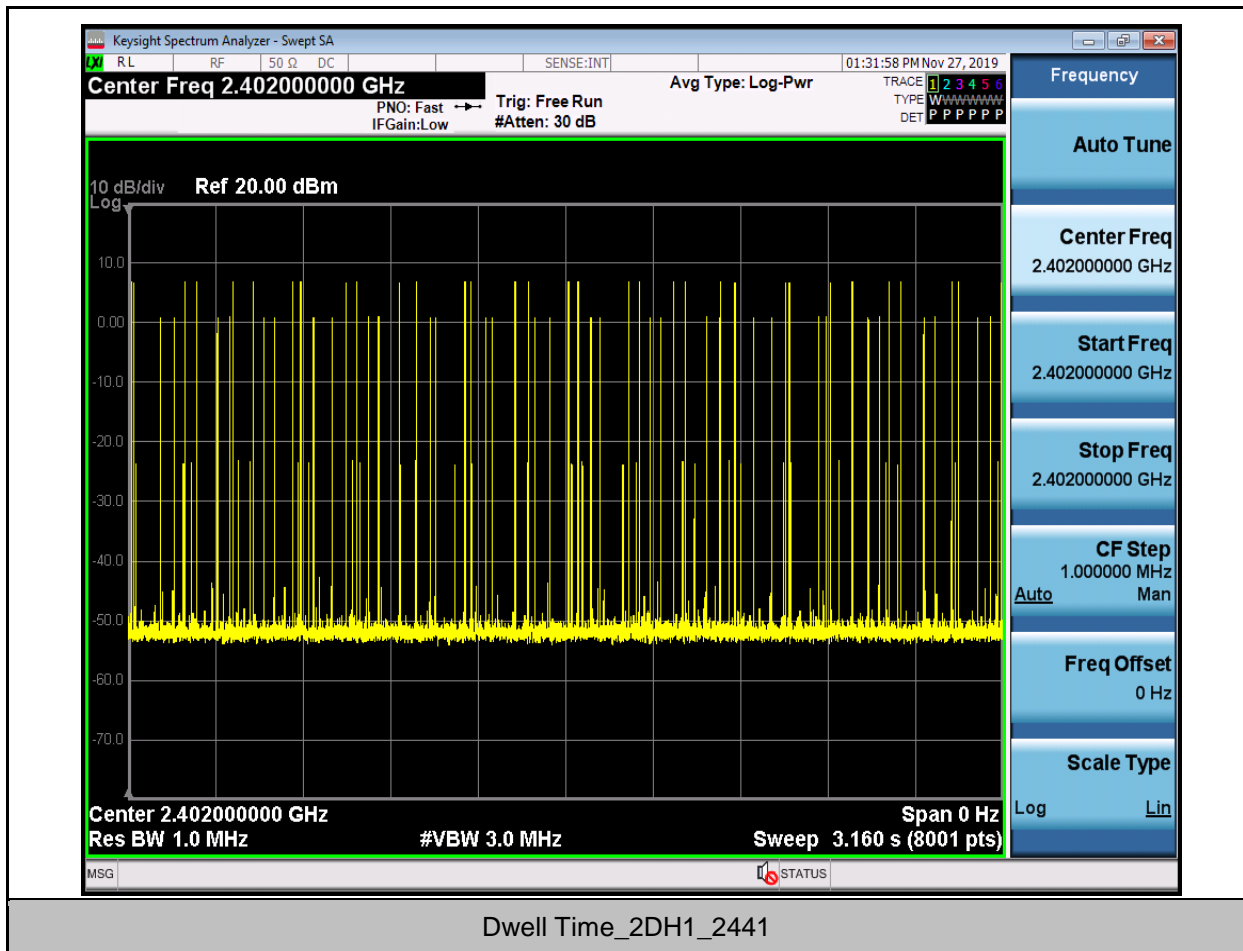 Keysight Spectrum Analyzer - Swept SA
LXI RL RF 50 Ω DC SENSE:INT 01:31:58 PM Nov 27, 2019
Center Freq 2.402000000 GHz
Avg Type: Log-Pwr
TRACE 1 2 3 4 5 6
TYPE WWWWWW
DET P P P P P P
PNO: Fast
IFGain:Low
Trig: Free Run
#Atten: 30 dB
10 dB/div
Log
Ref 20.00 dBm
10.0
0.00
-10.0
-20.0
-30.0
-40.0
-50.0
-60.0
-70.0
Center 2.402000000 GHz
Span 0 Hz
Res BW 1.0 MHz
#VBW 3.0 MHz
Sweep 3.160 s (8001 pts)
MSG
STATUS
Frequency
Auto Tune
Center Freq
2.402000000 GHz
Start Freq
2.402000000 GHz
Stop Freq
2.402000000 GHz
CF Step
1.000000 MHz
Auto Man
Freq Offset
0 Hz
Scale Type
Log Lin
Dwell Time_2DH1_2441